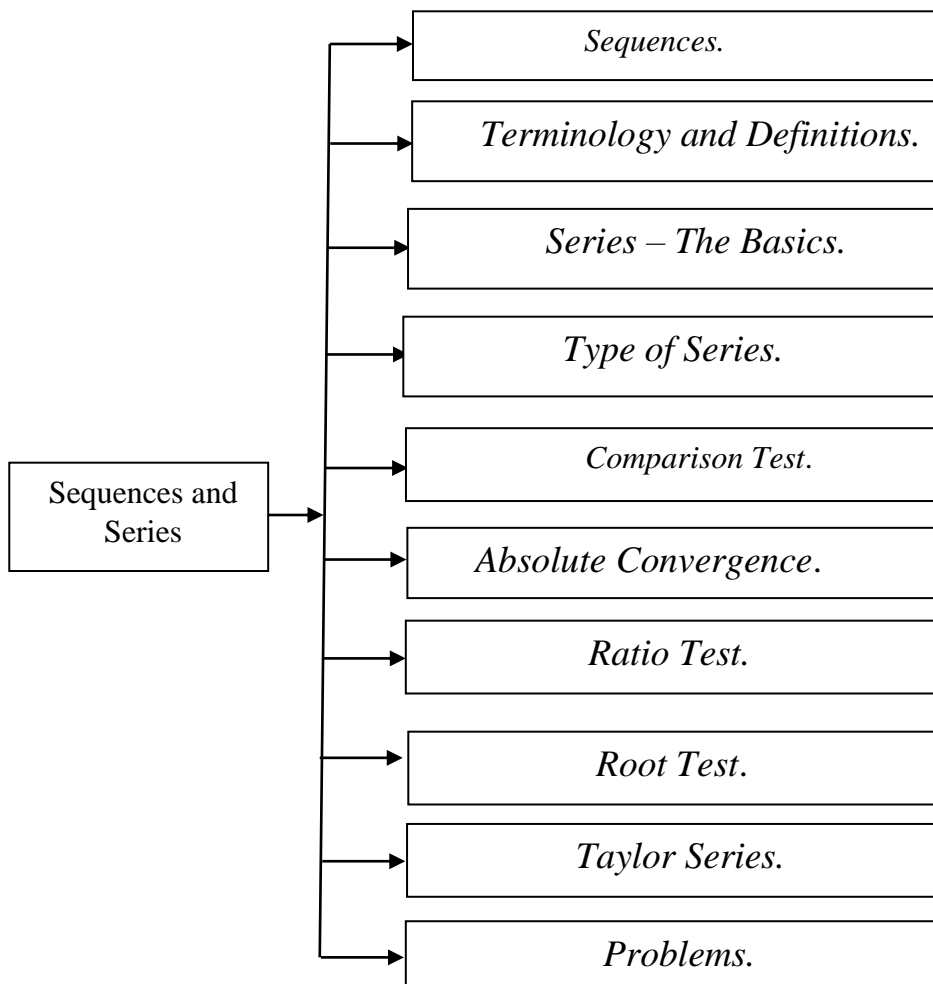 Sequences.
Terminology and Definitions.
Series – The Basics.
Type of Series.
Comparison Test.
Sequences and
Series
Absolute Convergence.
Ratio Test.
Root Test.
Taylor Series.
Problems.